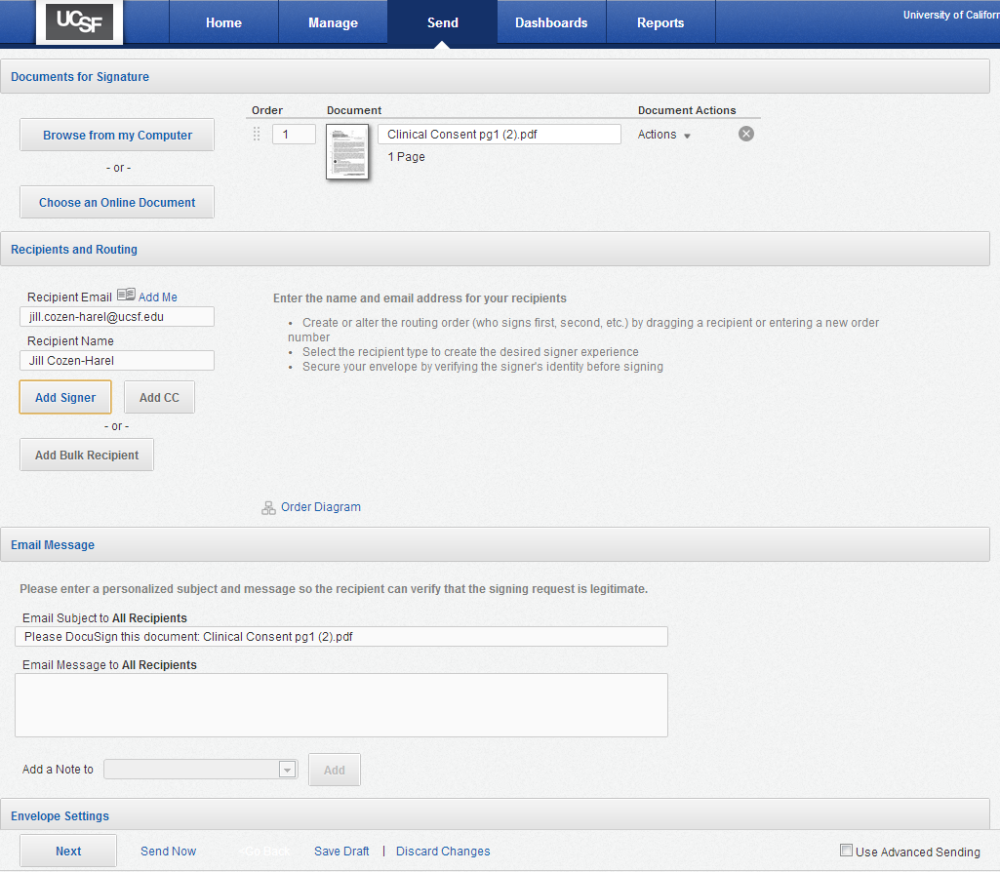 UCSF
Home
Manage
Send
Dashboards
Reports
University of Califor
Documents for Signature
Order
Document
Document Actions
Browse from my Computer
1
Clinical Consent pg1 (2).pdf
Actions
1 Page
- or -
Choose an Online Document
Recipients and Routing
Recipient Email
Add Me
jill.cozen-harel@ucsf.edu
Recipient Name
Jill Cozen-Harel
Add Signer
Add CC
- or -
Add Bulk Recipient
Enter the name and email address for your recipients
• Create or alter the routing order (who signs first, second, etc.) by dragging a recipient or entering a new order
number
• Select the recipient type to create the desired signer experience
• Secure your envelope by verifying the signer's identity before signing
Order Diagram
Email Message
Please enter a personalized subject and message so the recipient can verify that the signing request is legitimate.
Email Subject to All Recipients
Please DocuSign this document: Clinical Consent pg1 (2).pdf
Email Message to All Recipients
Add a Note to
Add
Envelope Settings
Next
Send Now
Go Back
Save Draft
|
Discard Changes
Use Advanced Sending